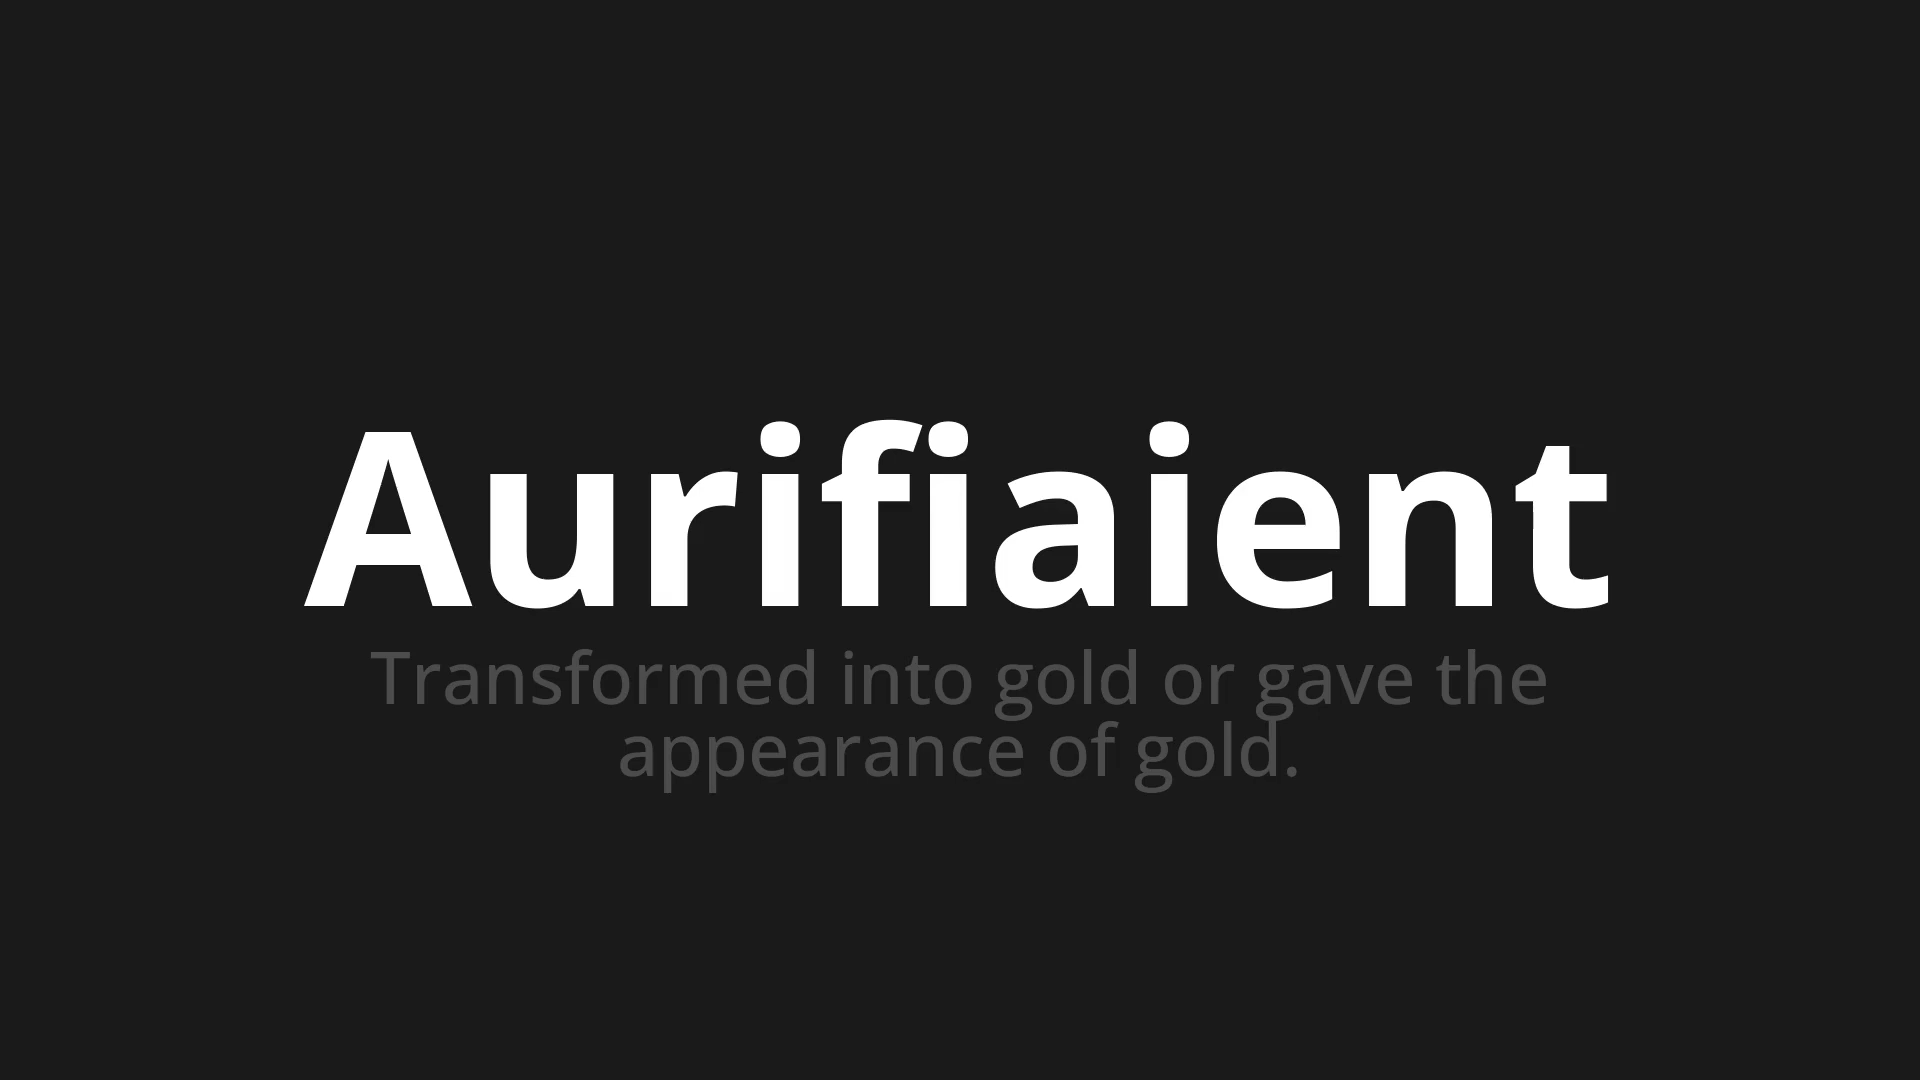 Aurifiaient
Transformed into gold or gave the
appearance of gold.